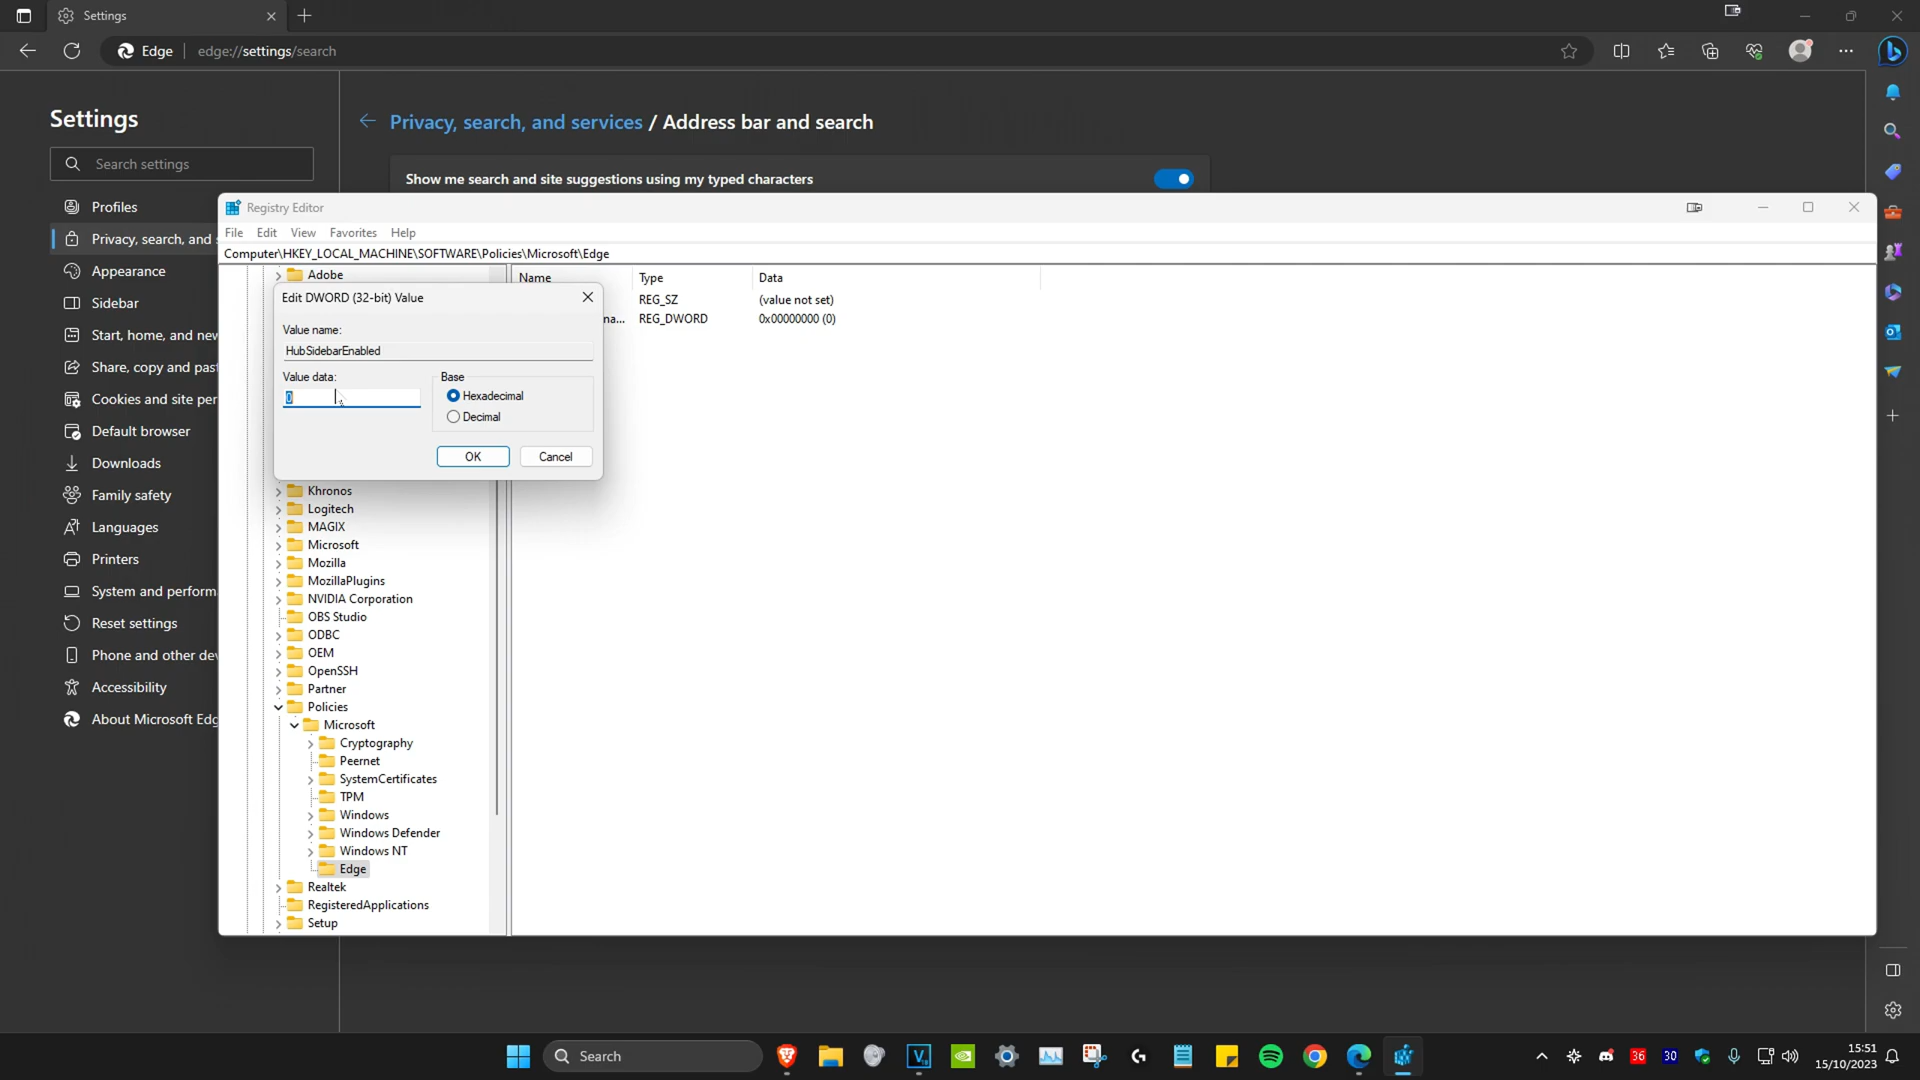 Settings
Edge
edge://settings/search
Settings
Search settings
Profiles
Privacy, search, and s
Appearance
Sidebar
Start, home, and nev
Share, copy and past
Cookies and site per
Default browser
Downloads
Family safety
Languages
Printers
System and perform
Reset settings
Phone and other dev
Accessibility
About Microsoft Edg
Privacy, search, and services / Address bar and search
Show me search and site suggestions using my typed characters
Registry Editor
File Edit View Favorites Help
Computer\HKEY_LOCAL_MACHINE\SOFTWARE\Policies\Microsoft\Edge
Adobe
Name Type Data
REG_SZ (value not set)
na... REG_DWORD 0x00000000 (0)
Edit DWORD (32-bit) Value
Value name:
HubSidebarEnabled
Value data:
0
Base
Hexadecimal
Decimal
OK Cancel
Khronos
Logitech
MAGIX
Microsoft
Mozilla
MozillaPlugins
NVIDIA Corporation
OBS Studio
ODBC
OEM
OpenSSH
Partner
Policies
Microsoft
Cryptography
Peernet
SystemCertificates
TPM
Windows
Windows Defender
Windows NT
Edge
Realtek
RegisteredApplications
Setup
Search
36
30
15:51
15/10/2023